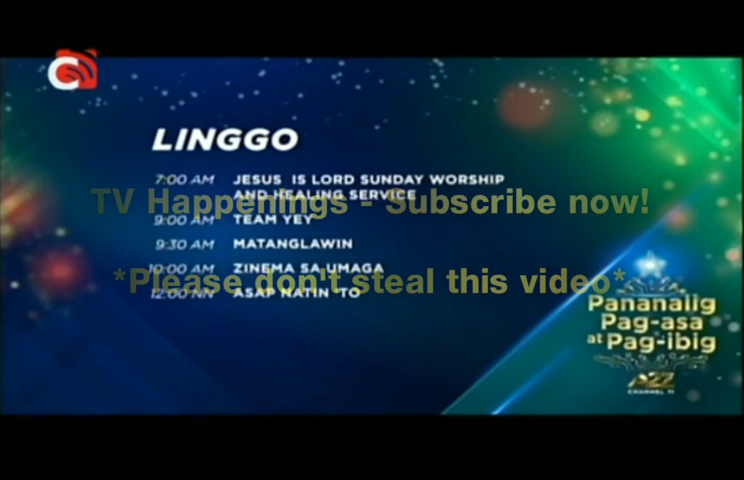 LINGGO
7:00 AM JESUS IS LORD SUNDAY WORSHIP
AND HEALING SERVICE
TV Happenings - Subscribe now!
9:00 AM TEAM YEY
9:30 AM MATANGLAWIN
10:00 AM ZINEMA SA UMAGA
*Please don't steal this video*
12:00 NN ASAP NATIN 'TO
Pananalig
Pag-asa
at Pag-ibig
A2Z
CHANNEL 11